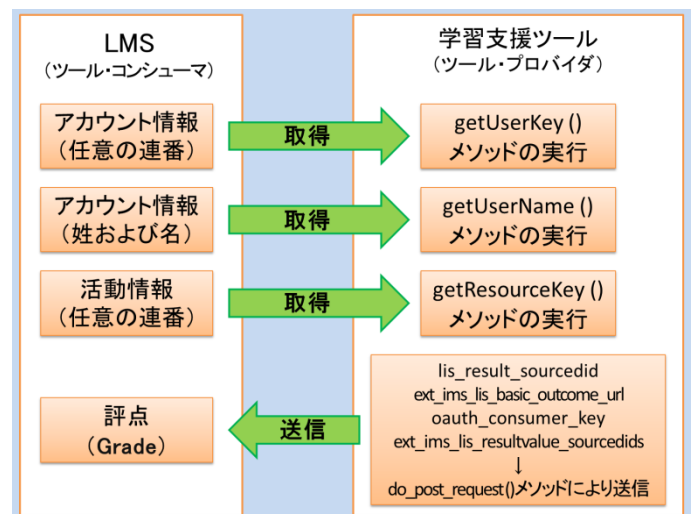 LMS
(ツール・コンシューマ)
学習支援ツール
(ツール・プロバイダ)
アカウント情報
(任意の連番)
取得
getUserKey ()
メソッドの実行
アカウント情報
(姓および名)
取得
getUserName ()
メソッドの実行
活動情報
(任意の連番)
取得
getResourceKey ()
メソッドの実行
評点
(Grade)
送信
lis_result_sourcedid
ext_ims_lis_basic_outcome_url
oauth_consumer_key
ext_ims_lis_resultvalue_sourcedids
↓
do_post_request()メソッドにより送信